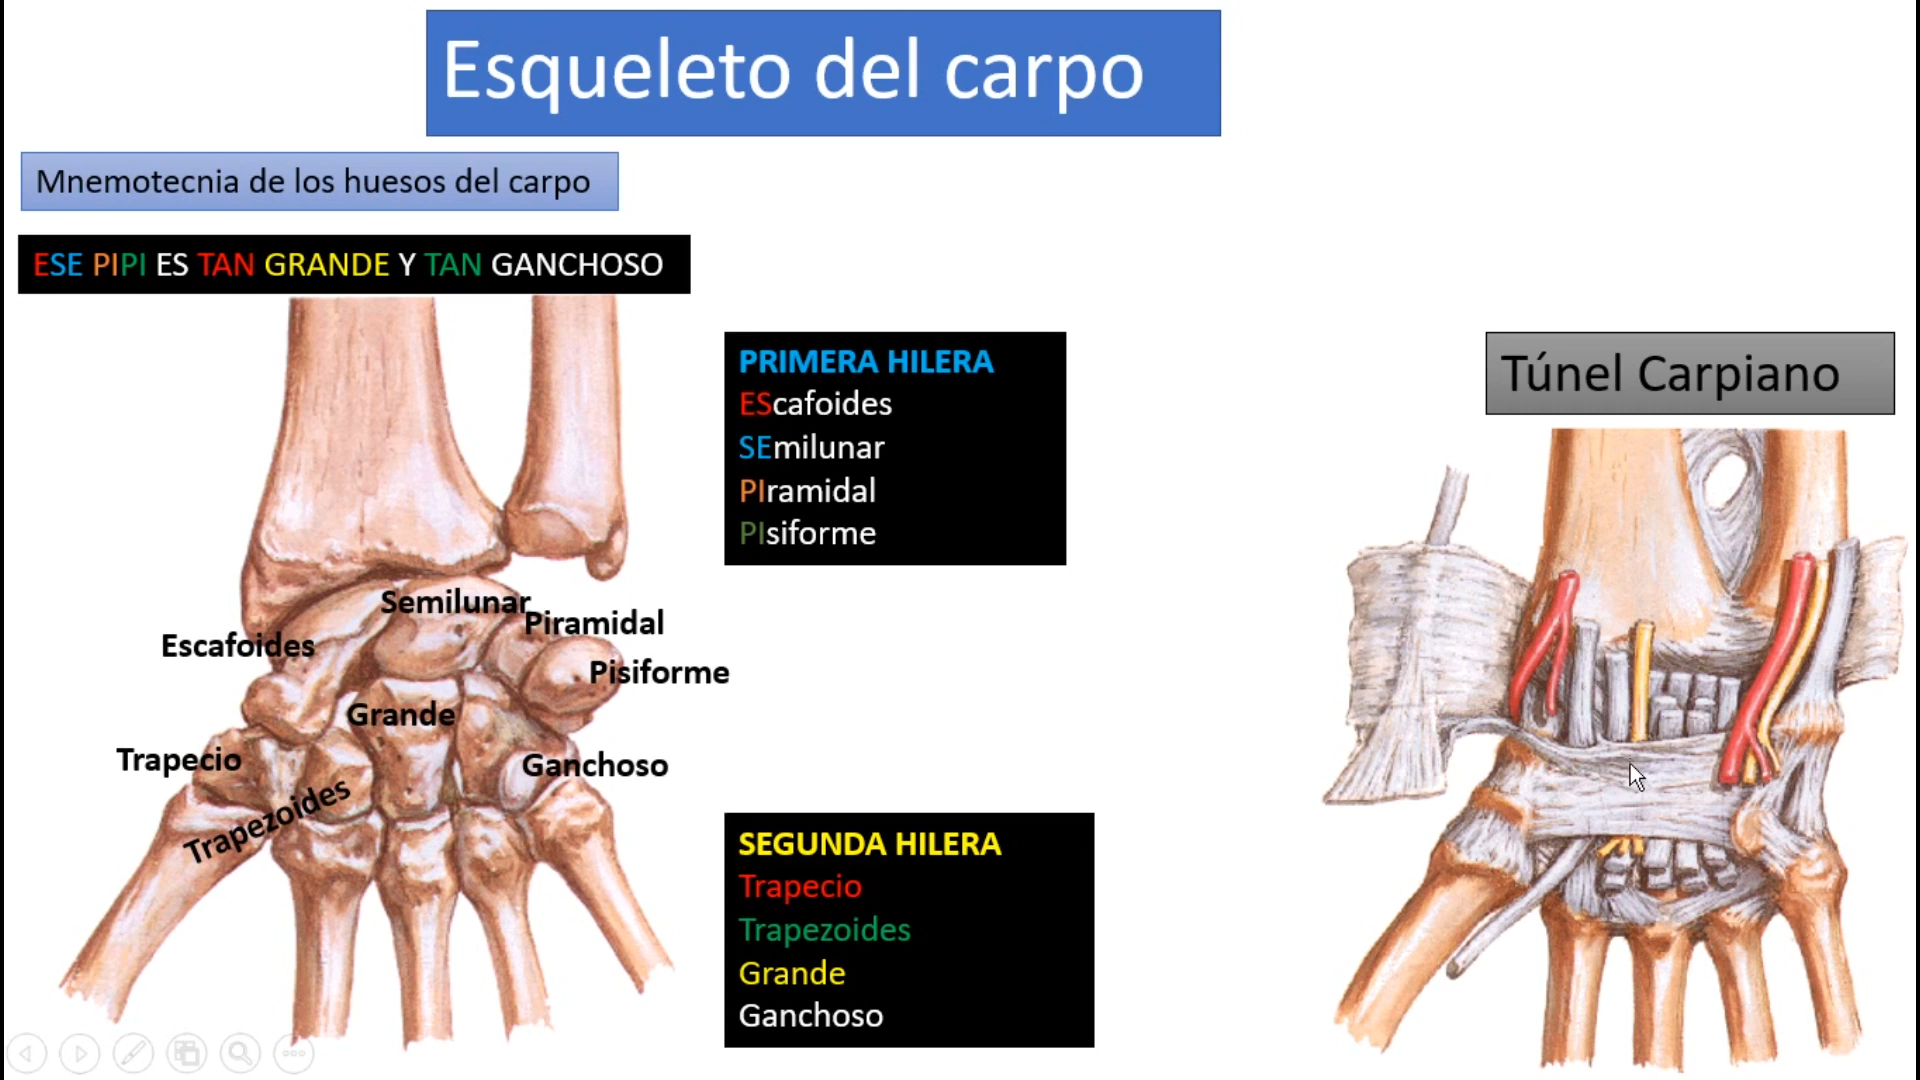 Esqueleto del carpo
Mnemotecnia de los huesos del carpo
ESE PIPI ES TAN GRANDE Y TAN GANCHOSO
PRIMERA HILERA
EScafoides
SEmilunar
PIramidal
PIsiforme
Túnel Carpiano
Semilunar
Piramidal
Escafoides
Pisiforme
Grande
Trapecio
Ganchoso
Trapezoides
SEGUNDA HILERA
Trapecio
Trapezoides
Grande
Ganchoso